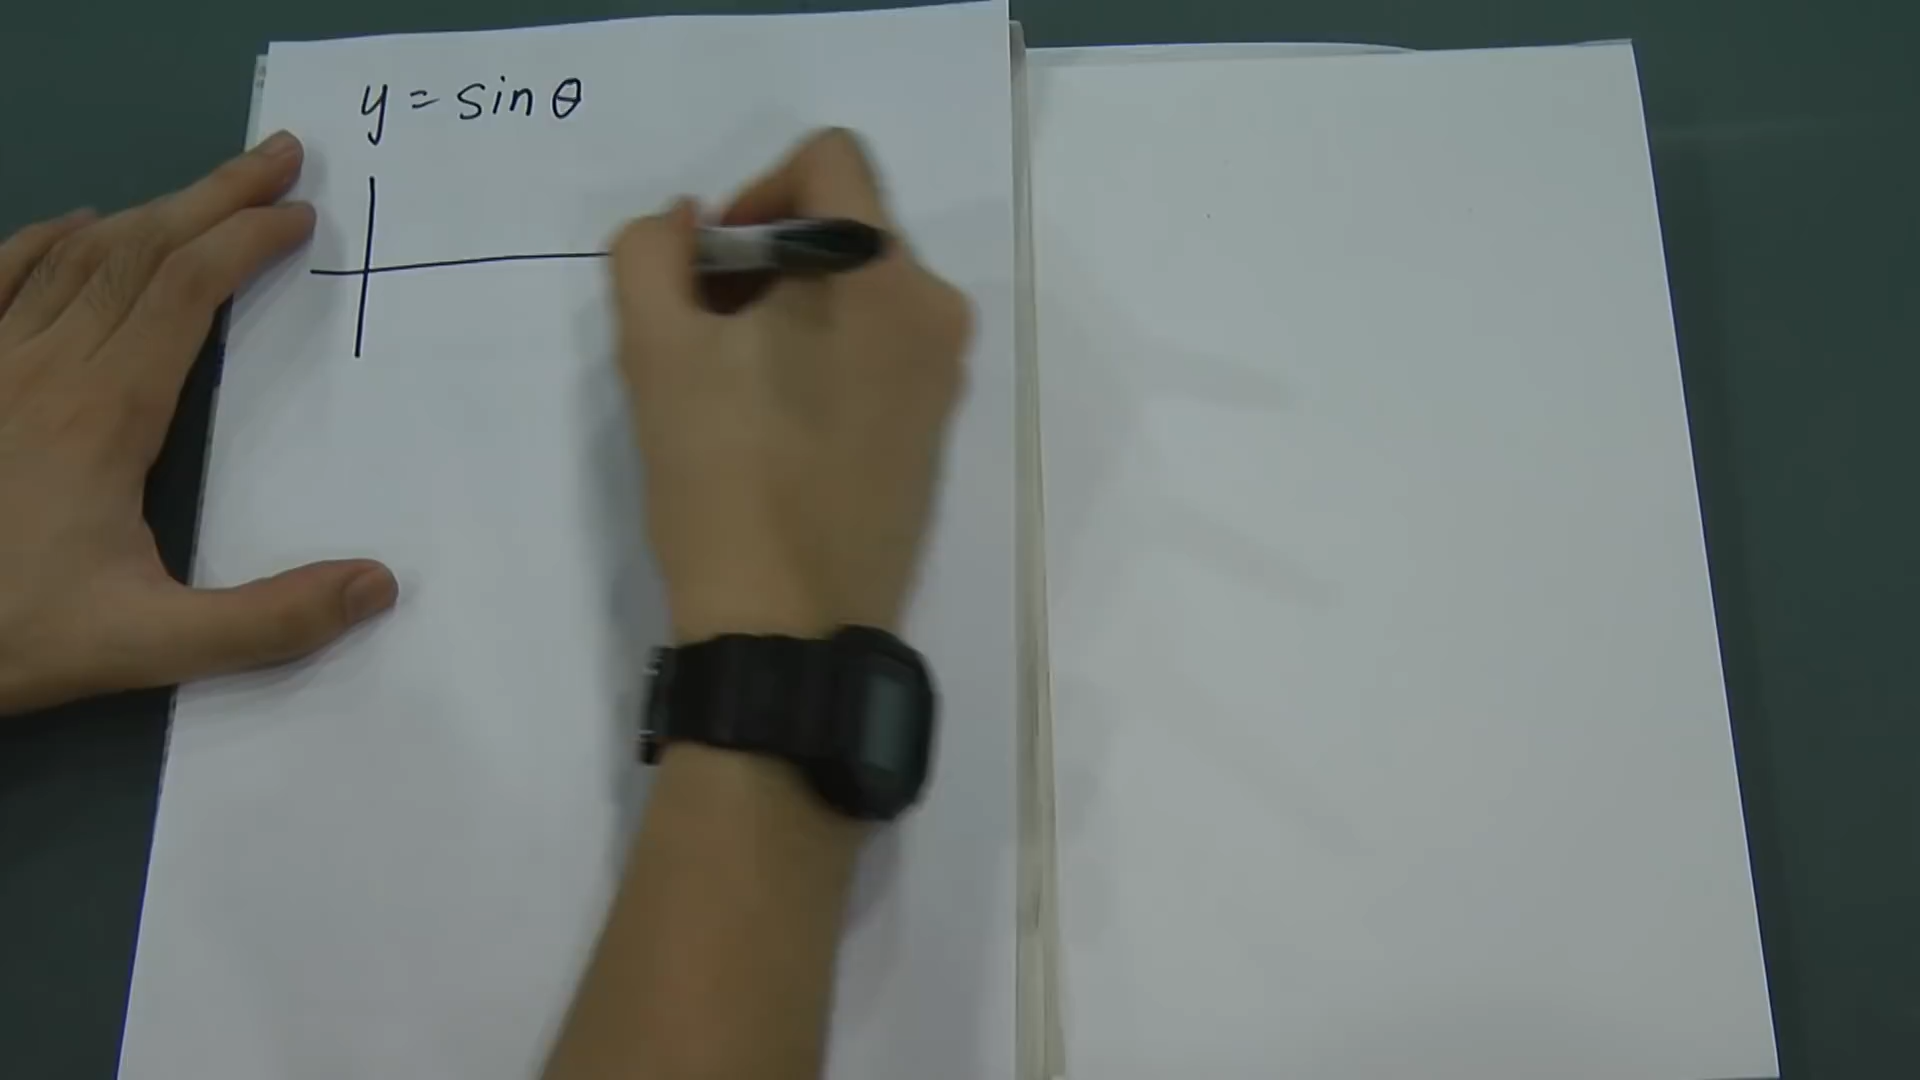 y = sin θ